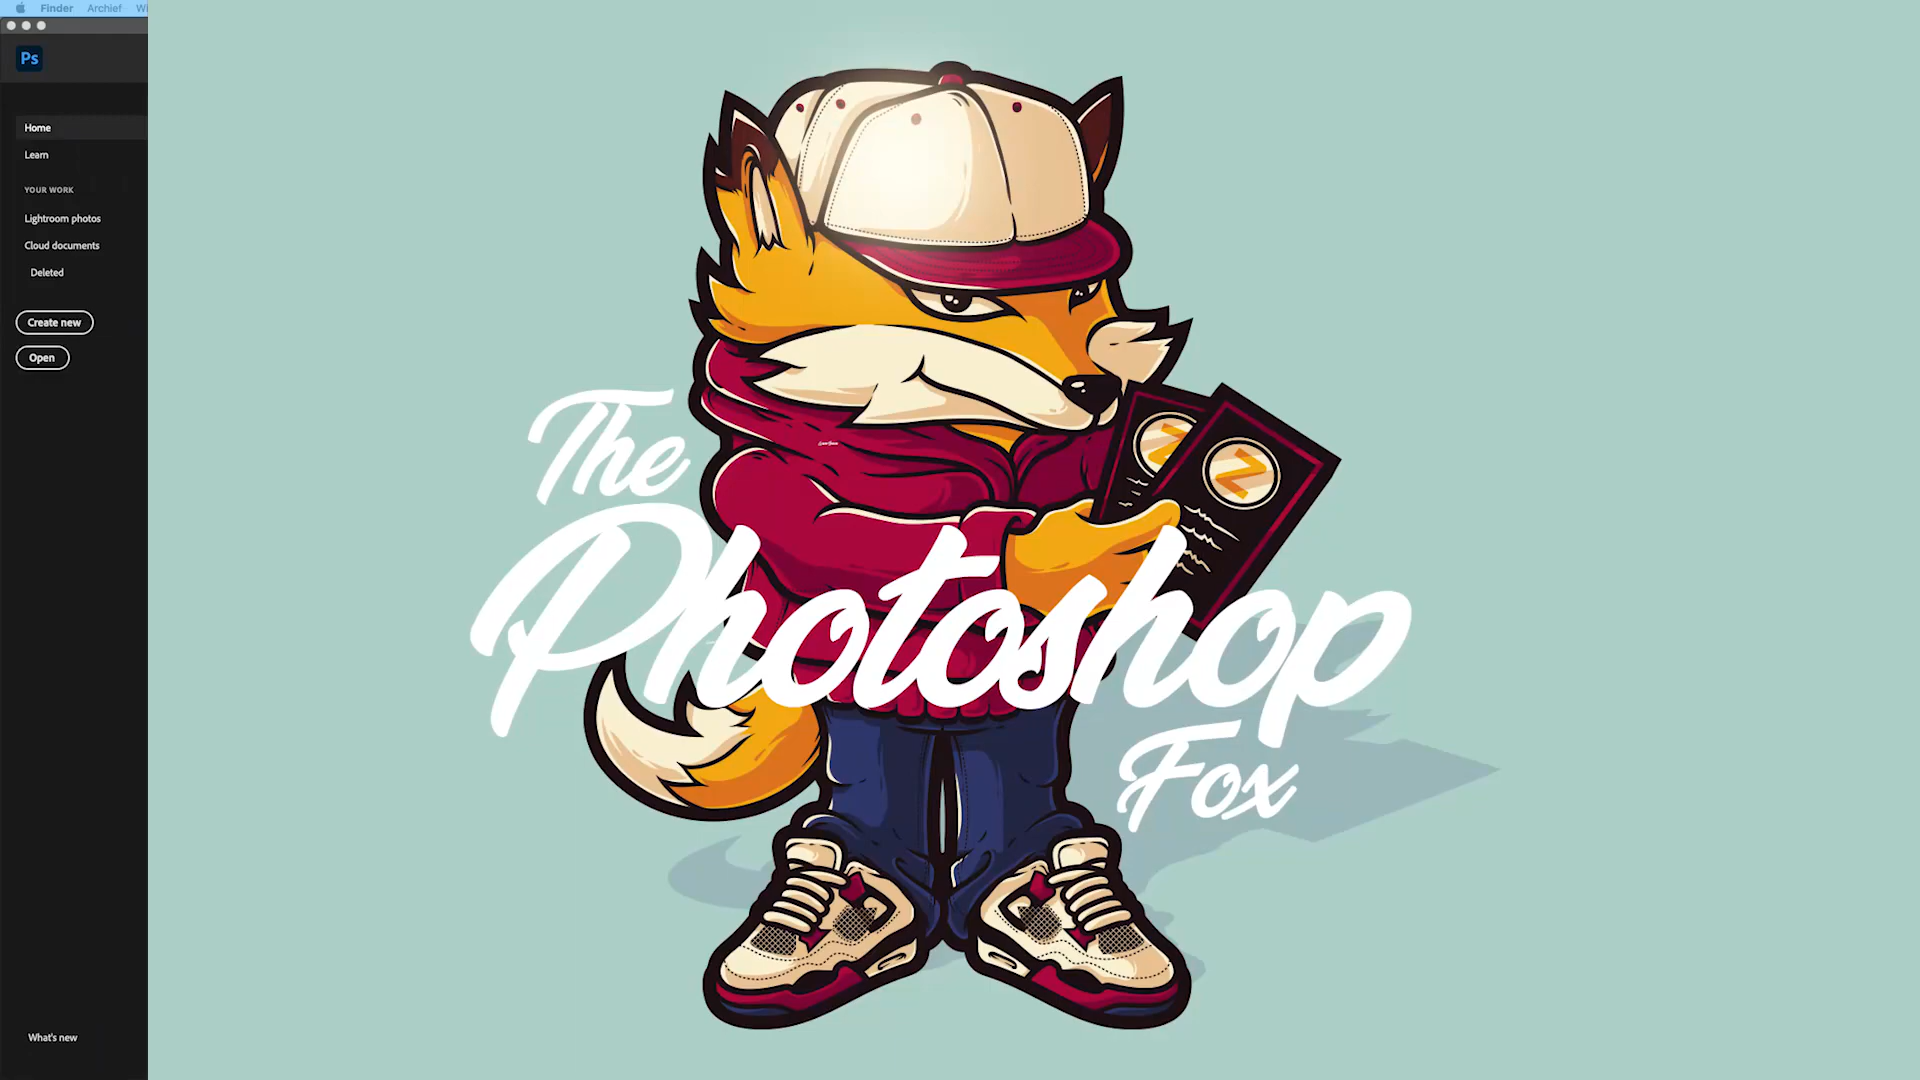 Finder Archief
Ps
Home
Learn
YOUR WORK
Lightroom photos
Cloud documents
Deleted
Create new
Open
What's new
The
Photoshop
Fox
Z
Z